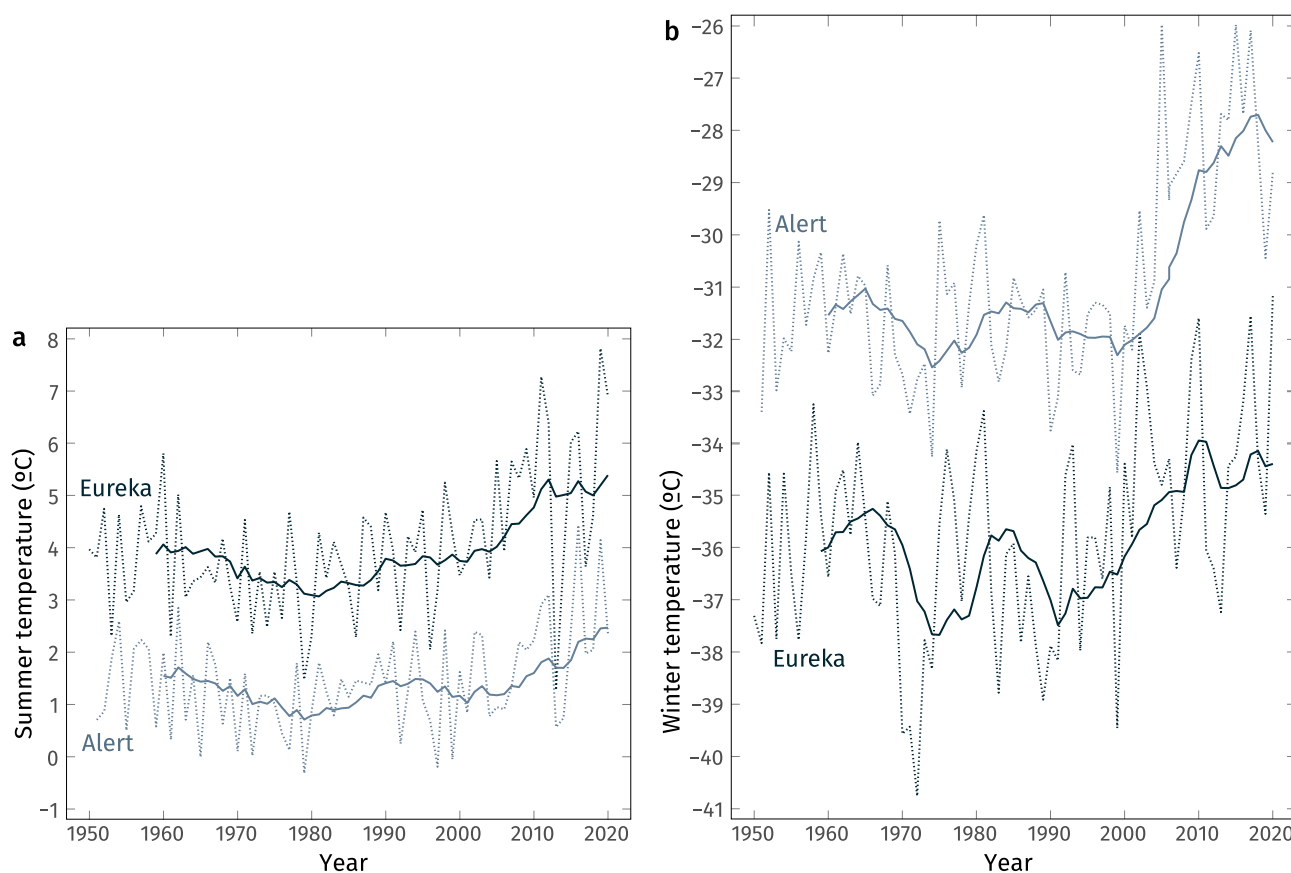 a
8
7
6
5
4
3
2
1
0
−1
Summer temperature (ºC)
Eureka
Alert
1950 1960 1970 1980 1990 2000 2010 2020
Year
b
−26
−27
−28
−29
−30
−31
−32
−33
−34
−35
−36
−37
−38
−39
−40
−41
Winter temperature (ºC)
Alert
Eureka
1950 1960 1970 1980 1990 2000 2010 2020
Year